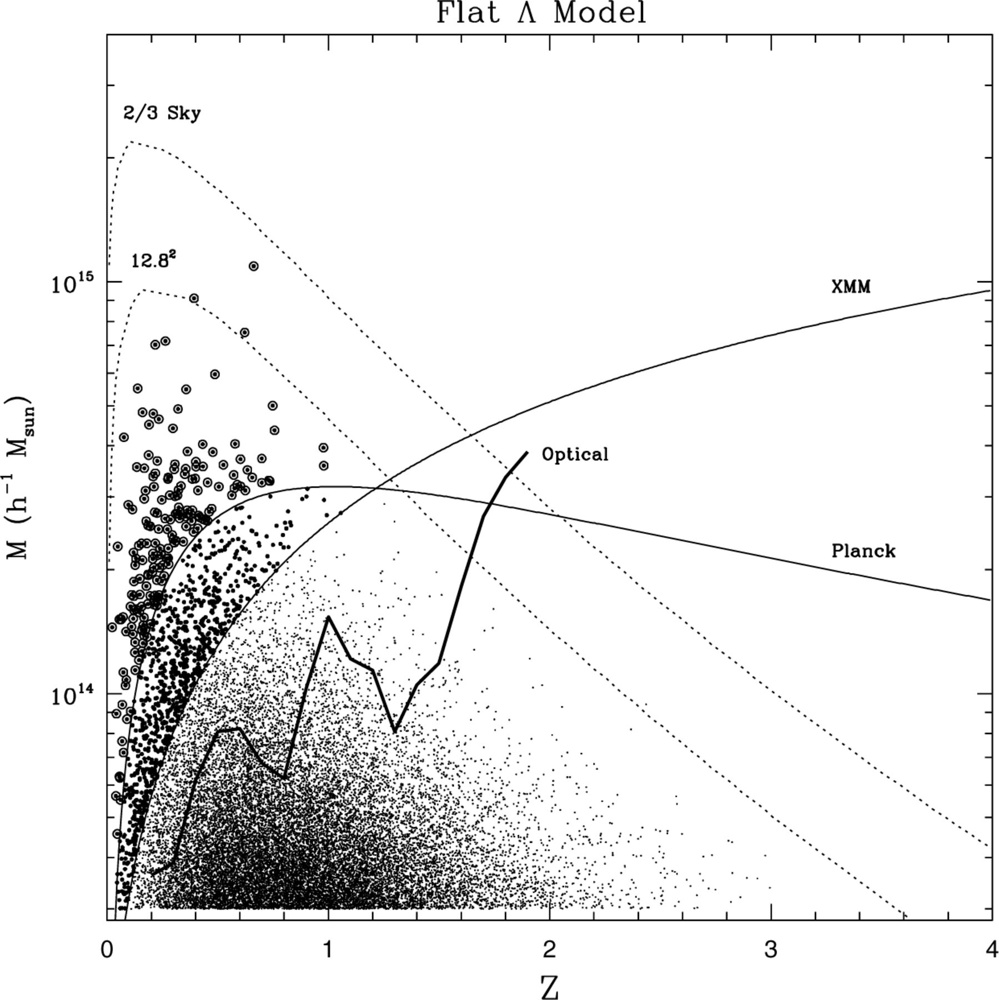 Flat Λ Model
2/3 Sky
12.8²
10¹⁵
XMM
Optical
Planck
10¹⁴
M (h⁻¹ M_sun)
0 1 2 3 4
Z